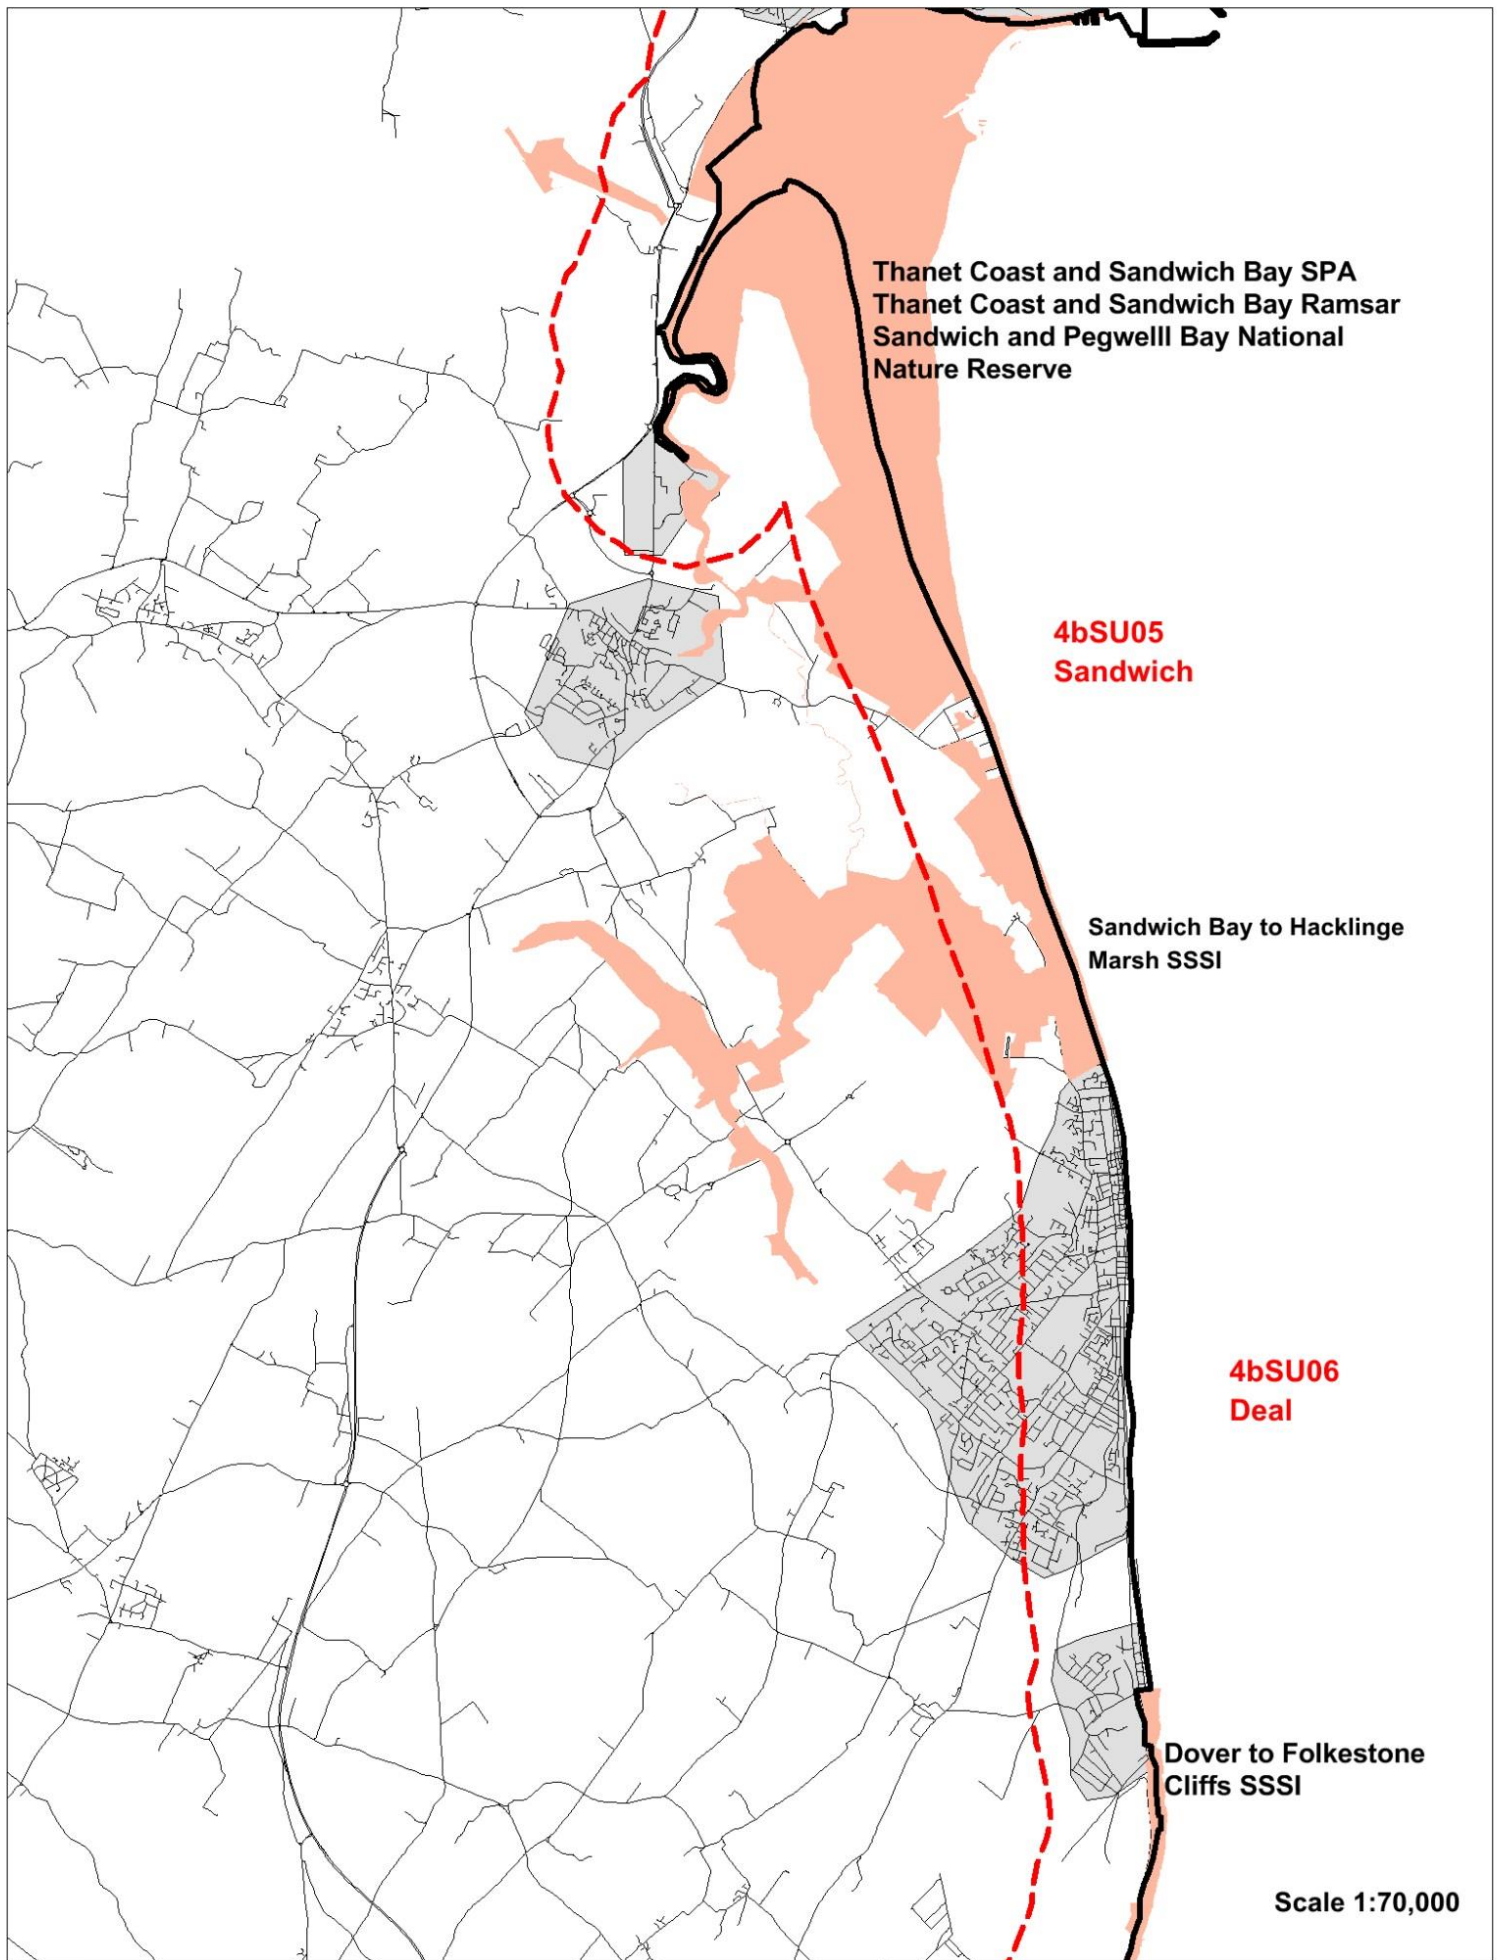 Thanet Coast and Sandwich Bay SPA
Thanet Coast and Sandwich Bay Ramsar
Sandwich and Pegwelll Bay National
Nature Reserve
4bSU05
Sandwich
Sandwich Bay to Hacklinge
Marsh SSSI
4bSU06
Deal
Dover to Folkestone
Cliffs SSSI
Scale 1:70,000